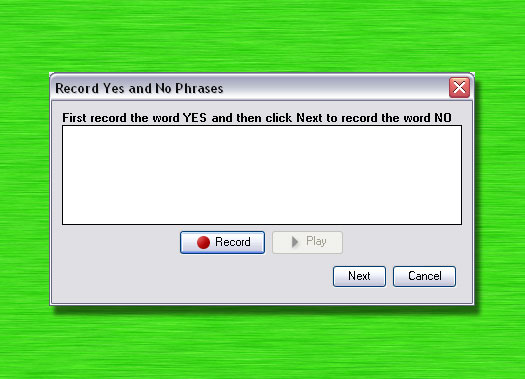 Record Yes and No Phrases
First record the word YES and then click Next to record the word NO
Record Play
Next Cancel